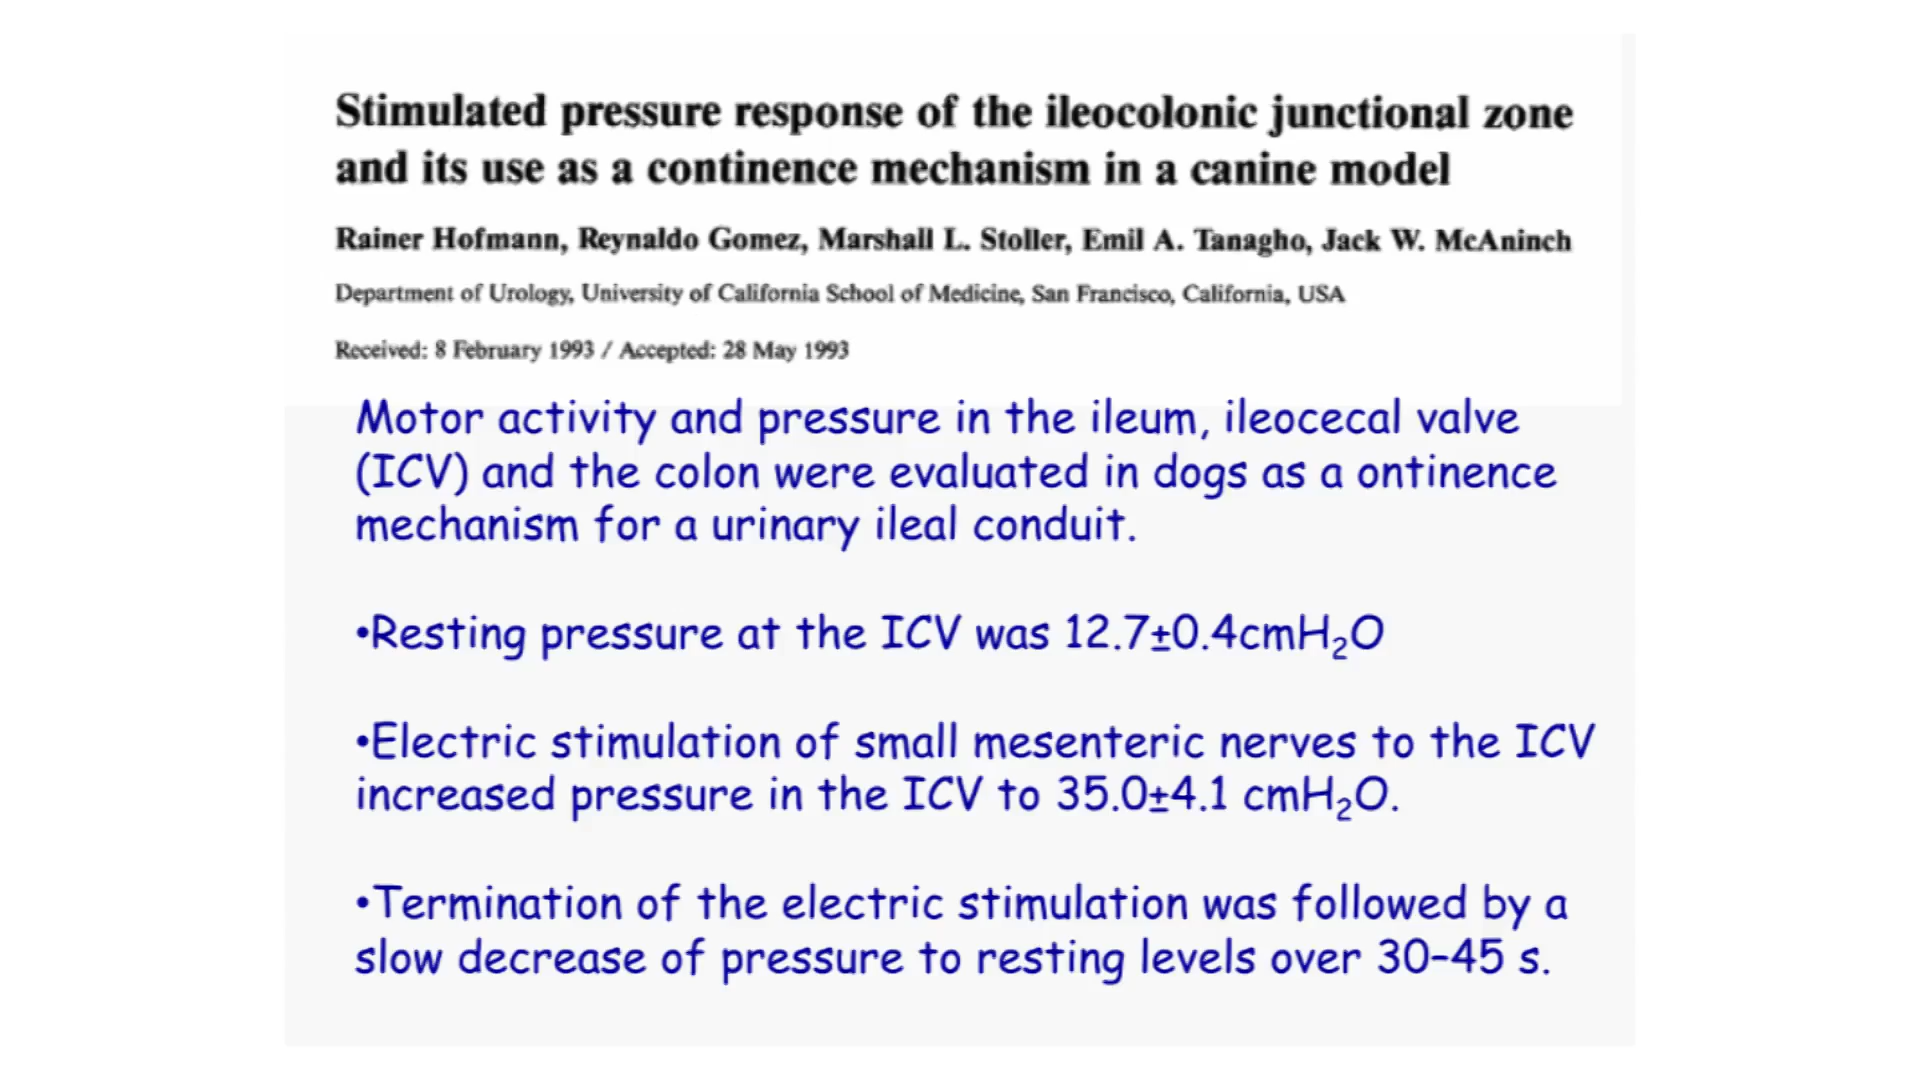 Stimulated pressure response of the ileocolonic junctional zone
and its use as a continence mechanism in a canine model
Rainer Hofmann, Reynaldo Gomez, Marshall L. Stoller, Emil A. Tanagho, Jack W. McAninch
Department of Urology, University of California School of Medicine, San Francisco, California, USA
Received: 8 February 1993 / Accepted: 28 May 1993
Motor activity and pressure in the ileum, ileocecal valve
(ICV) and the colon were evaluated in dogs as a ontinence
mechanism for a urinary ileal conduit.
•Resting pressure at the ICV was 12.7±0.4cmH₂O
•Electric stimulation of small mesenteric nerves to the ICV
increased pressure in the ICV to 35.0±4.1 cmH₂O.
•Termination of the electric stimulation was followed by a
slow decrease of pressure to resting levels over 30–45 s.